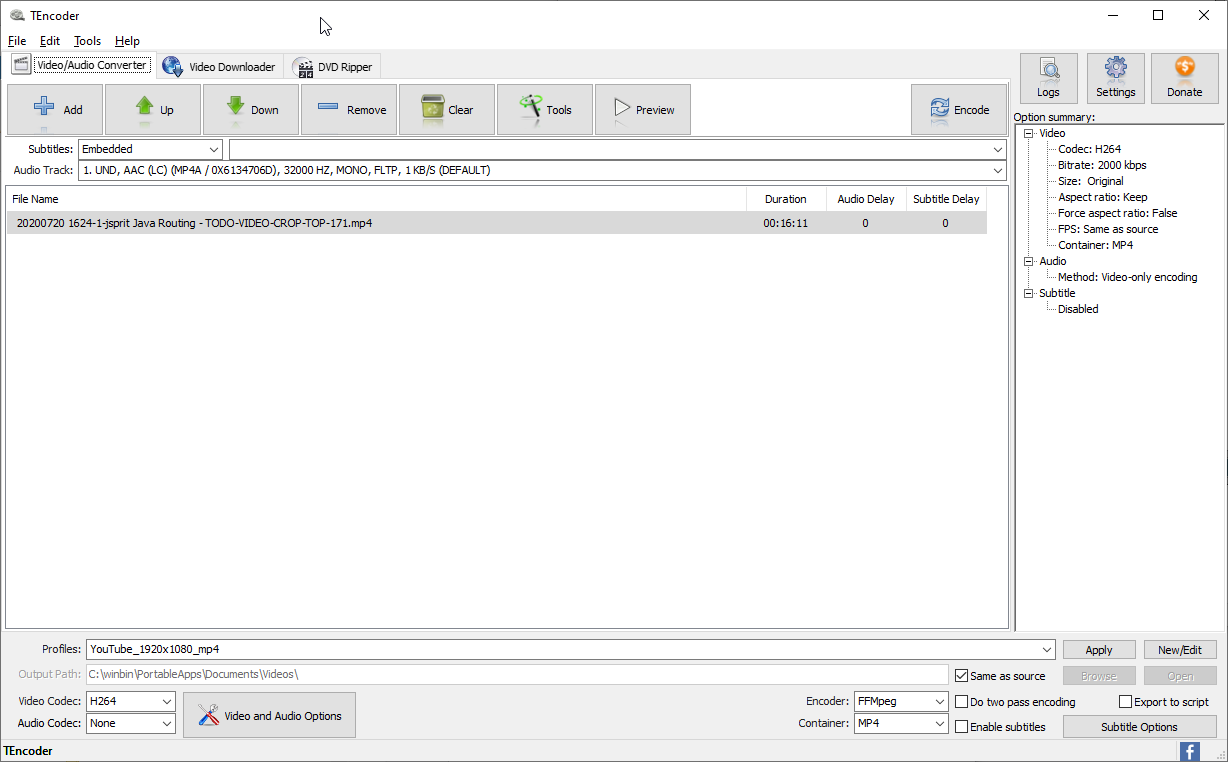 TEncoder
File Edit Tools Help
Video/Audio Converter Video Downloader DVD Ripper
Add Up Down Remove Clear Tools Preview Encode
Logs Settings Donate
Subtitles: Embedded
Audio Track: 1. UND, AAC (LC) (MP4A / 0X6134706D), 32000 HZ, MONO, FLTP, 1 KB/S (DEFAULT)
File Name Duration Audio Delay Subtitle Delay
20200720 1624-1-jsprit Java Routing - TODO-VIDEO-CROP-TOP-171.mp4 00:16:11 0 0
Option summary:
Video
Codec: H264
Bitrate: 2000 kbps
Size: Original
Aspect ratio: Keep
Force aspect ratio: False
FPS: Same as source
Container: MP4
Audio
Method: Video-only encoding
Subtitle
Disabled
Profiles: YouTube_1920x1080_mp4 Apply New/Edit
Output Path: C:\winbin\PortableApps\Documents\Videos\ Same as source Browse Open
Video Codec: H264 Encoder: FFMpeg Do two pass encoding Export to script
Video and Audio Options
Audio Codec: None Container: MP4 Enable subtitles Subtitle Options
TEncoder